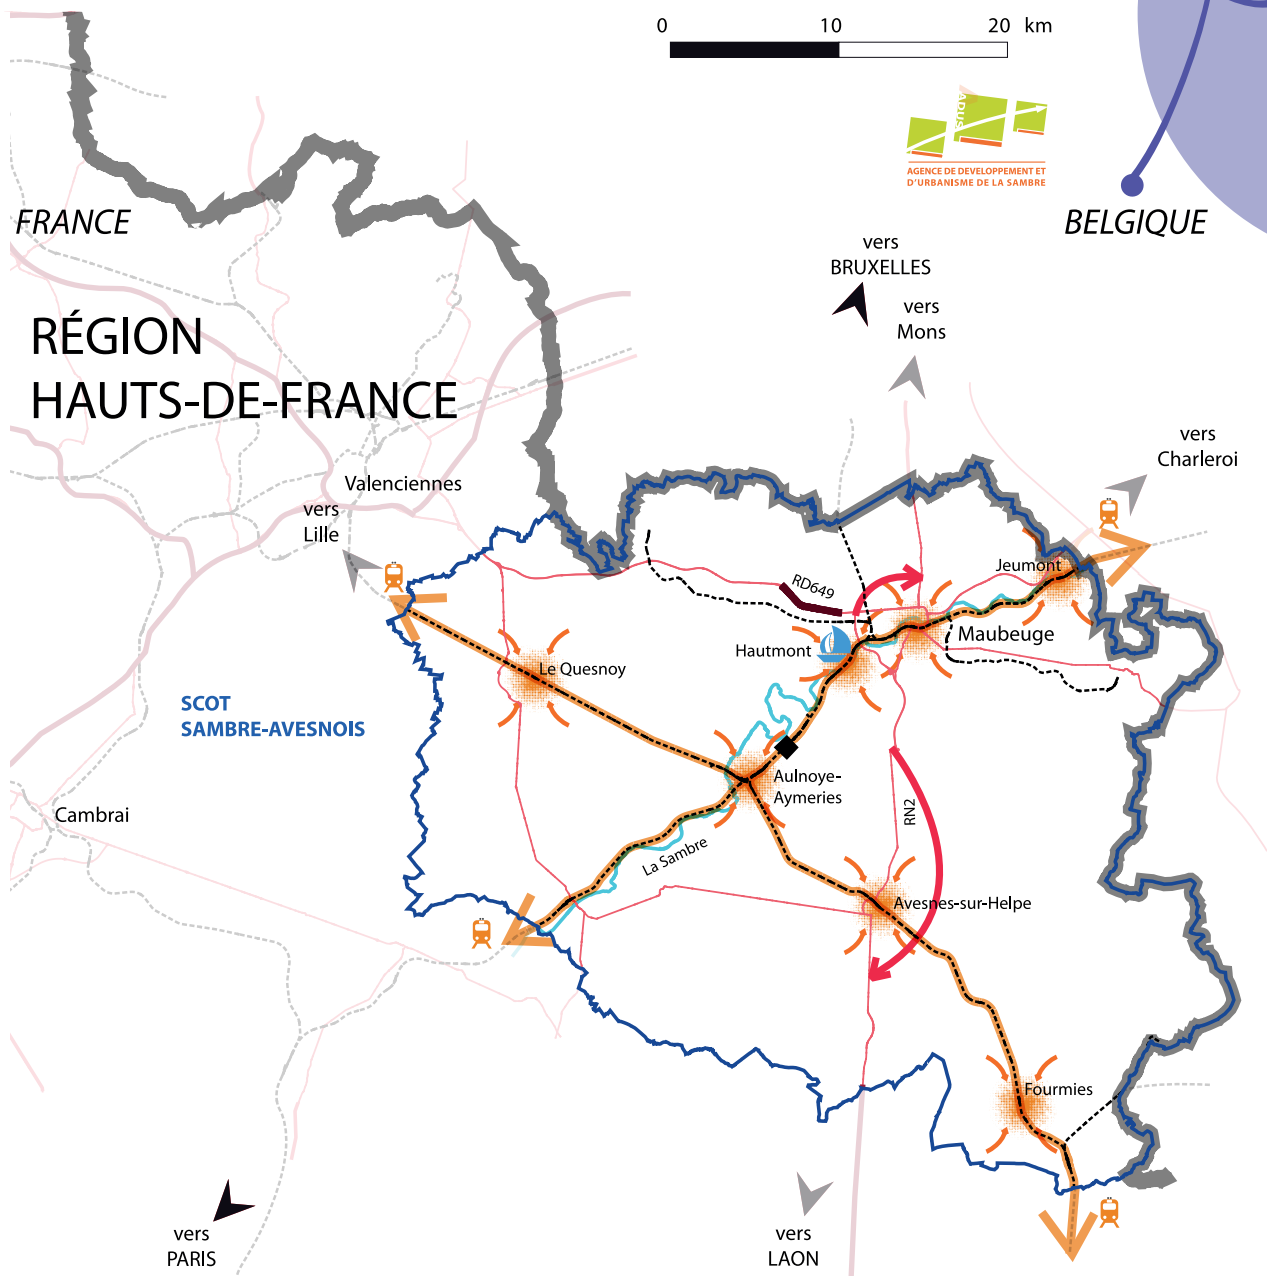 0 10 20 km
ADUS
AGENCE DE DEVELOPPEMENT ET
D'URBANISME DE LA SAMBRE
FRANCE
BELGIQUE
vers
BRUXELLES
vers
Mons
RÉGION
HAUTS-DE-FRANCE
vers
Charleroi
Valenciennes
vers
Lille
Jeumont
RD649
Maubeuge
Hautmont
Le Quesnoy
SCOT
SAMBRE-AVESNOIS
Aulnoye-
Aymeries
Cambrai
RN2
La Sambre
Avesnes-sur-Helpe
Fourmies
vers
PARIS
vers
LAON